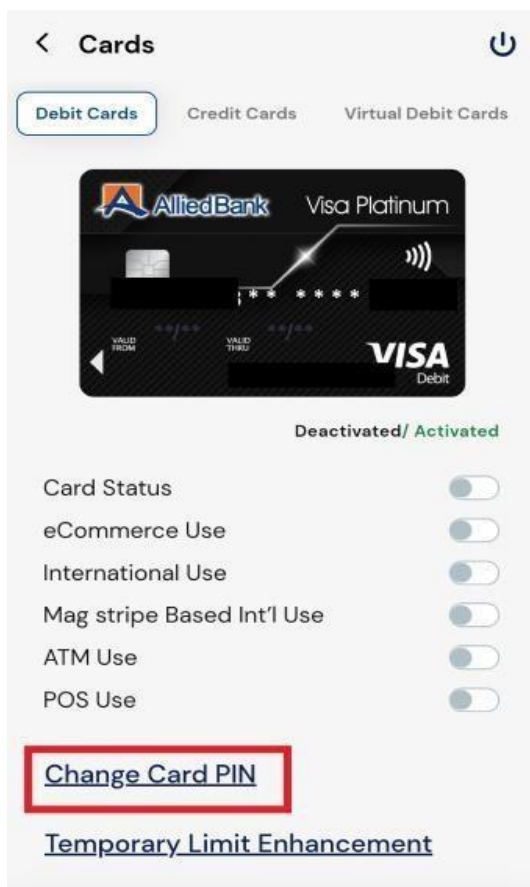 Cards
Debit Cards Credit Cards Virtual Debit Cards
Allied Bank Visa Platinum
** ****
VALID FROM **/** VALID THRU **/**
VISA
Debit
Deactivated/ Activated
Card Status
eCommerce Use
International Use
Mag stripe Based Int'l Use
ATM Use
POS Use
Change Card PIN
Temporary Limit Enhancement